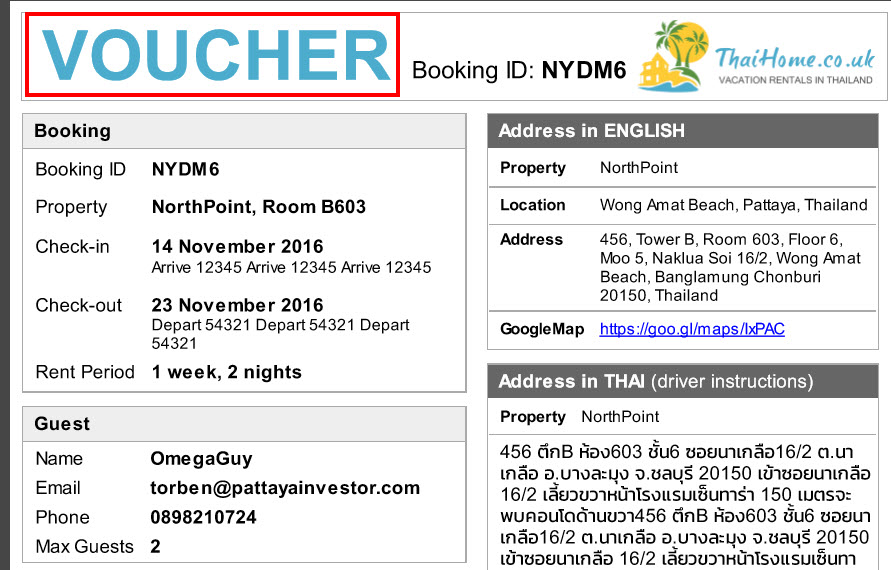 VOUCHER
Booking ID: NYDM6
ThaiHome.co.uk
VACATION RENTALS IN THAILAND
Booking
Booking ID NYDM6
Property NorthPoint, Room B603
Check-in 14 November 2016
Arrive 12345 Arrive 12345 Arrive 12345
Check-out 23 November 2016
Depart 54321 Depart 54321 Depart
54321
Rent Period 1 week, 2 nights
Guest
Name OmegaGuy
Email torben@pattayainvestor.com
Phone 0898210724
Max Guests 2
Address in ENGLISH
Property NorthPoint
Location Wong Amat Beach, Pattaya, Thailand
Address 456, Tower B, Room 603, Floor 6,
Moo 5, Naklua Soi 16/2, Wong Amat
Beach, Banglamung Chonburi
20150, Thailand
GoogleMap https://goo.gl/maps/IxPAC
Address in THAI (driver instructions)
Property NorthPoint
456 ตึกB ห้อง603 ชั้น6 ซอยนาเกลือ16/2 ต.นา
เกลือ อ.บางละมุง จ.ชลบุรี 20150 เข้าซอยนาเกลือ
16/2 เลี้ยวขวาหน้าโรงแรมเซ็นทาร่า 150 เมตรจะ
พบคอนโดด้านขวา456 ตึกB ห้อง603 ชั้น6 ซอยนา
เกลือ16/2 ต.นาเกลือ อ.บางละมุง จ.ชลบุรี 20150
เข้าซอยนาเกลือ 16/2 เลี้ยวขวาหน้าโรงแรมเซ็นทา